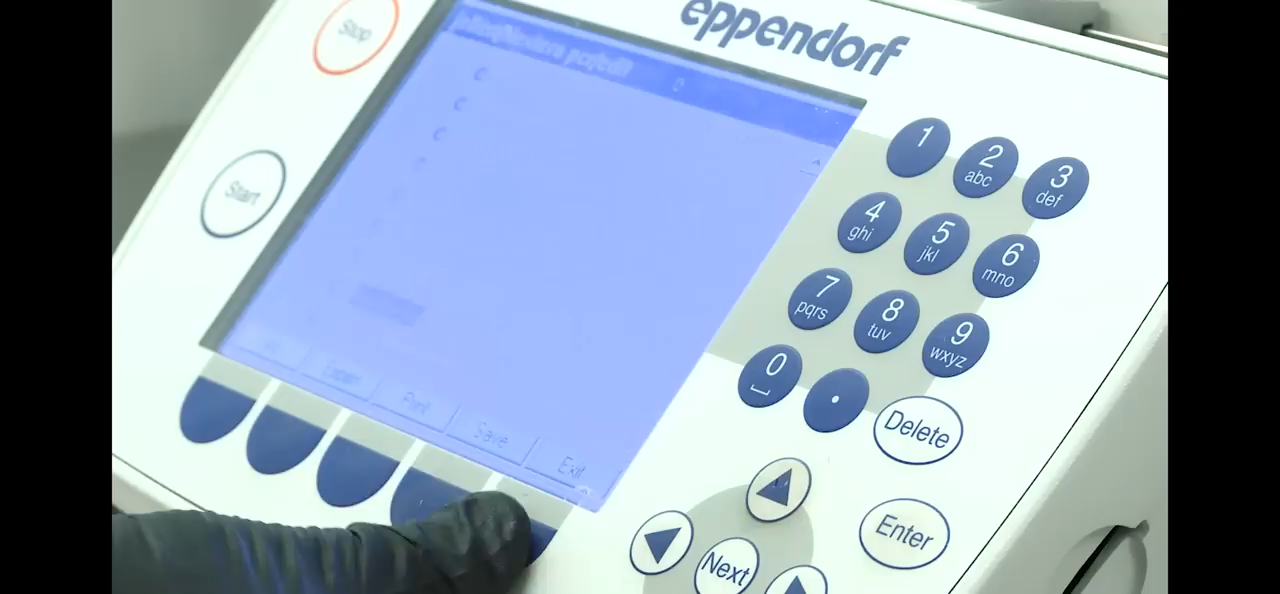 eppendorf
Stop
Start
1
2
abc
3
def
4
ghi
5
jkl
6
mno
7
pqrs
8
tuv
9
wxyz
0
.
Delete
Enter
Next
Print
Save
Exit